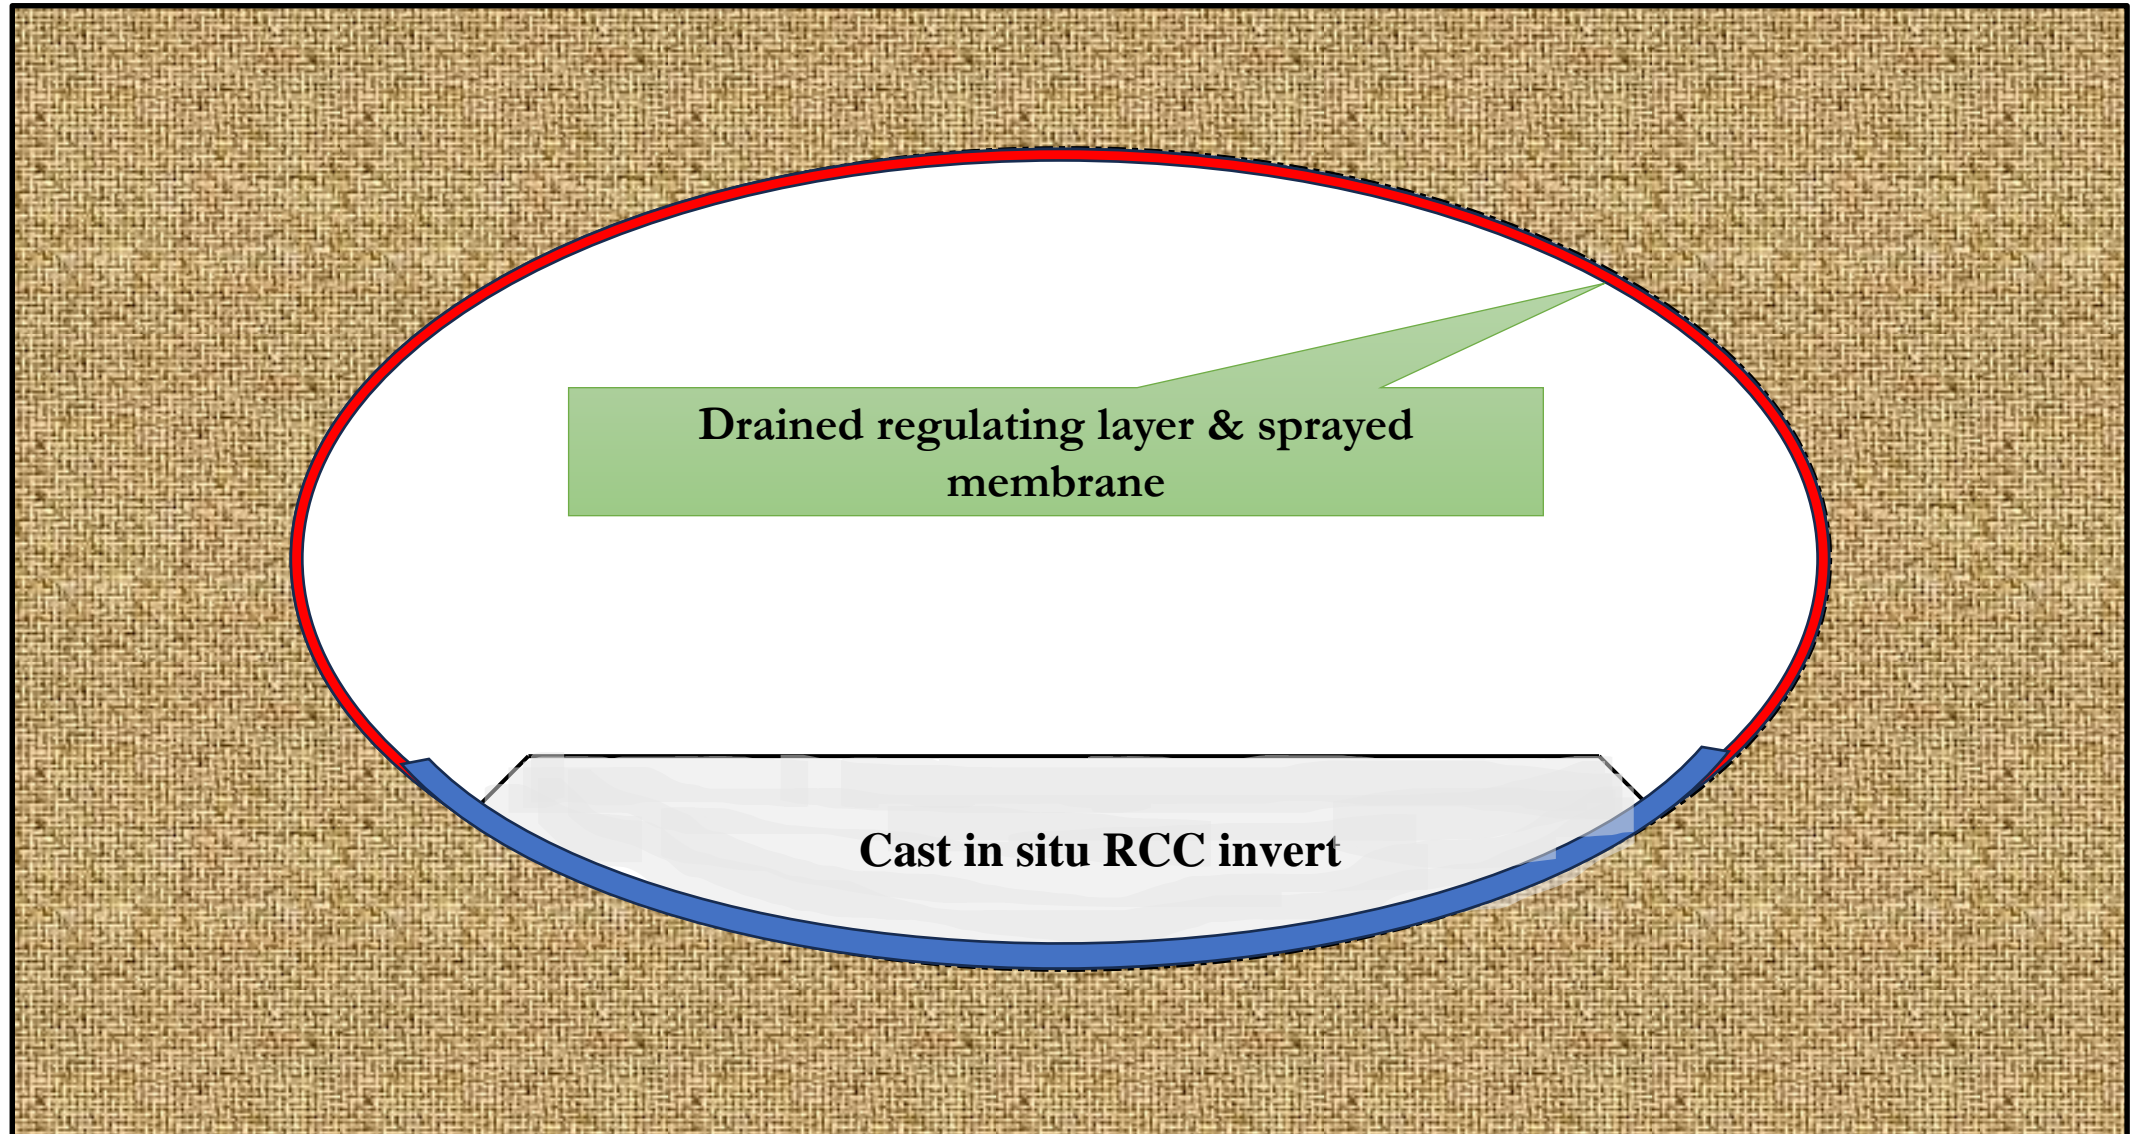 Drained regulating layer & sprayed
membrane
Cast in situ RCC invert